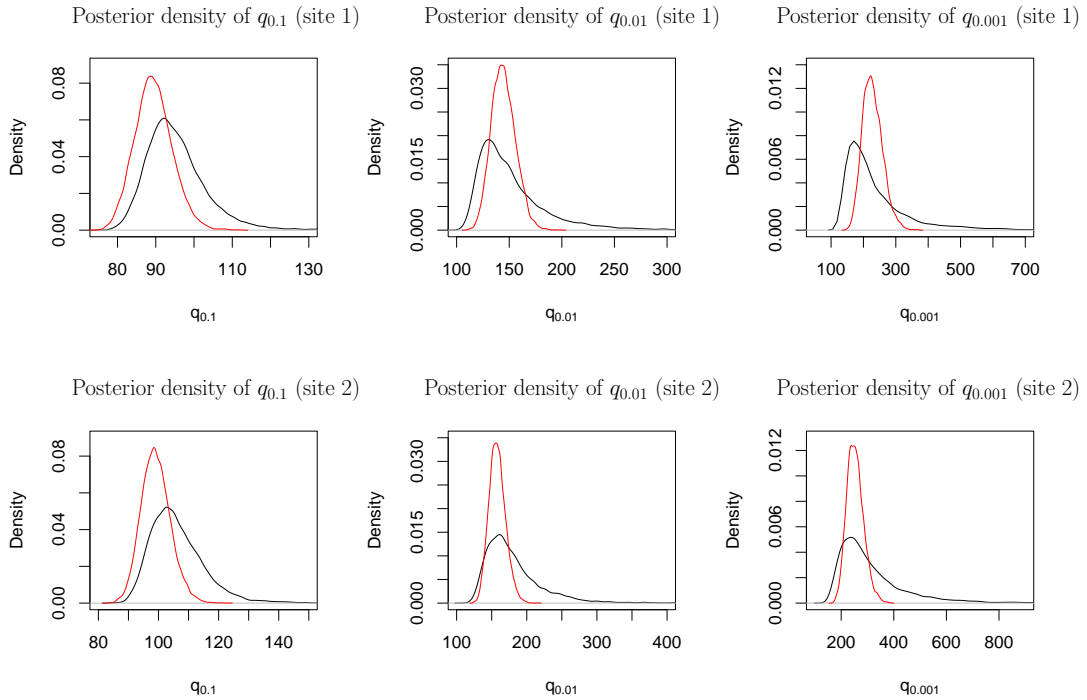 Posterior density of q0.1 (site 1)
Density
0.00 0.04 0.08
80 90 110 130
q0.1
Posterior density of q0.01 (site 1)
Density
0.000 0.015 0.030
100 150 200 250 300
q0.01
Posterior density of q0.001 (site 1)
Density
0.000 0.006 0.012
100 300 500 700
q0.001
Posterior density of q0.1 (site 2)
Density
0.00 0.04 0.08
80 100 120 140
q0.1
Posterior density of q0.01 (site 2)
Density
0.000 0.015 0.030
100 200 300 400
q0.01
Posterior density of q0.001 (site 2)
Density
0.000 0.006 0.012
200 400 600 800
q0.001